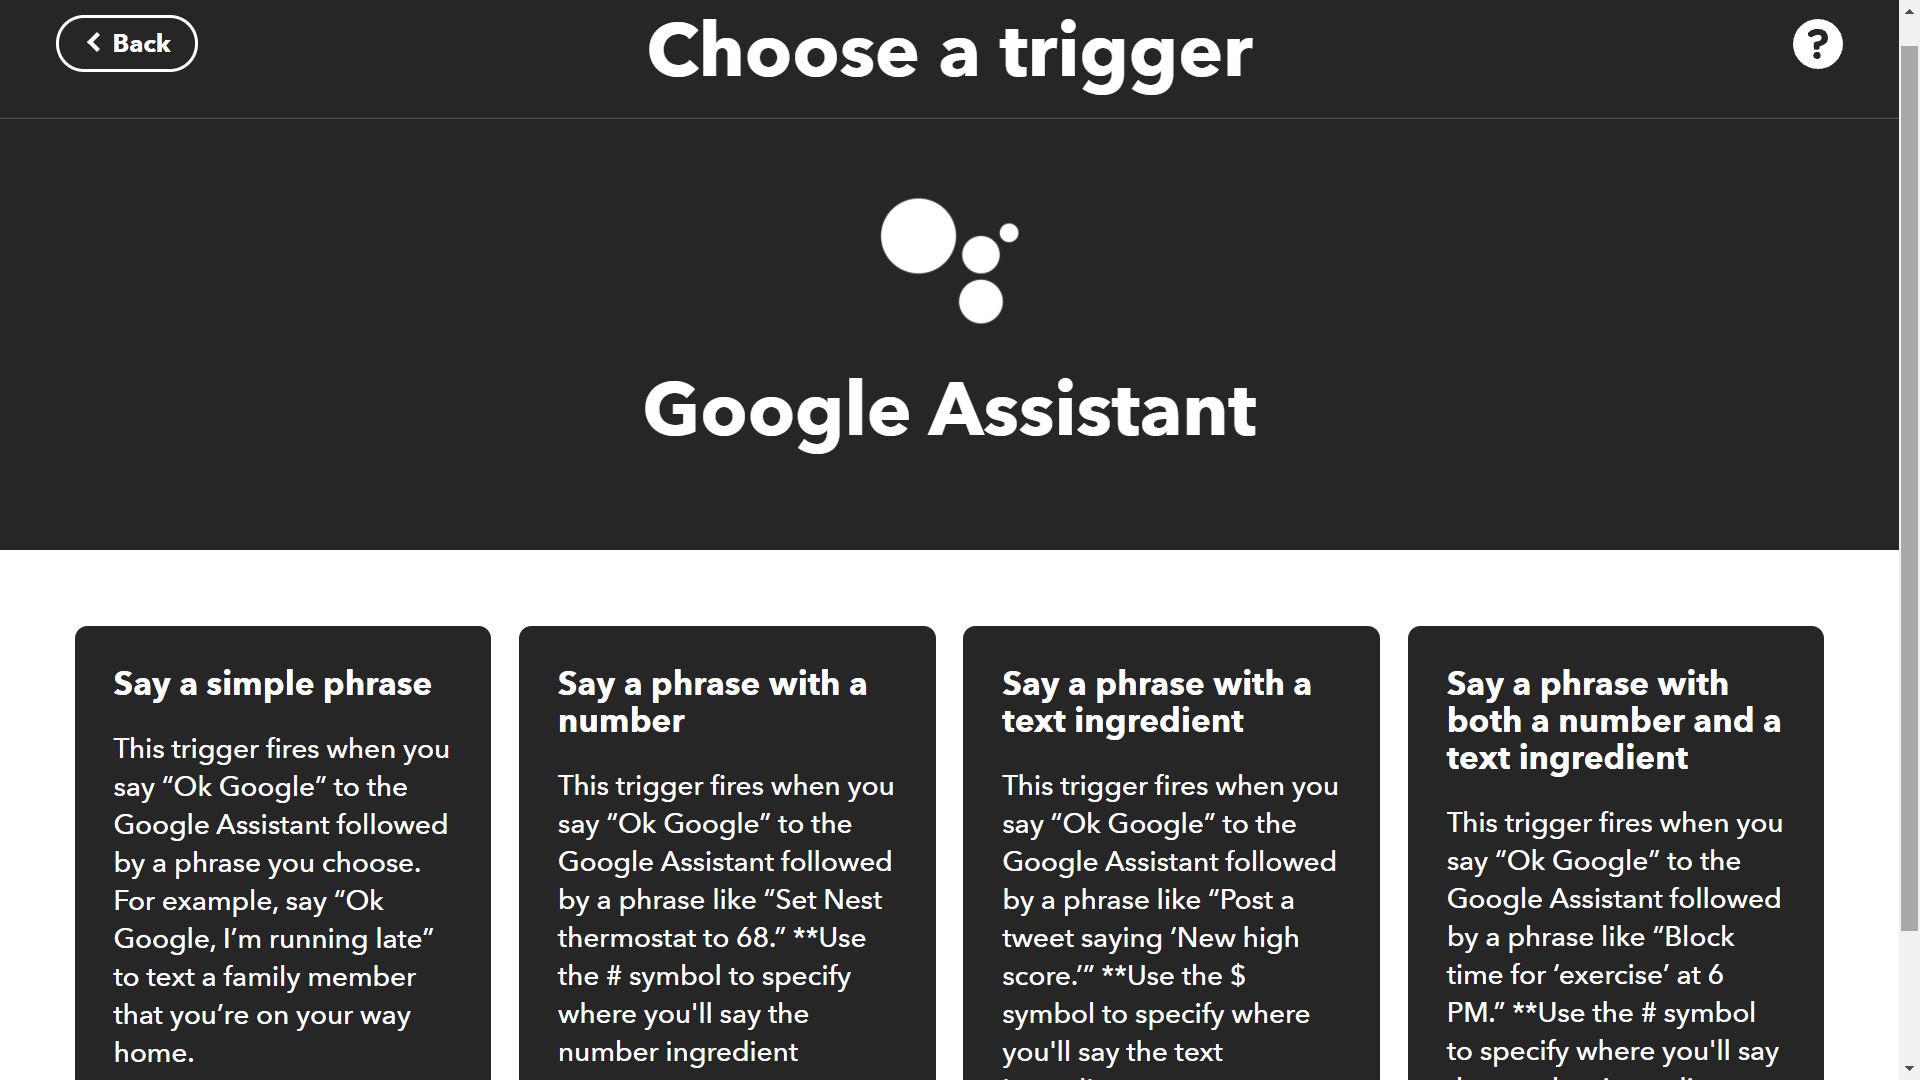 Back
Choose a trigger
?
Google Assistant
Say a simple phrase
This trigger fires when you
say “Ok Google” to the
Google Assistant followed
by a phrase you choose.
For example, say “Ok
Google, I’m running late”
to text a family member
that you’re on your way
home.
Say a phrase with a
number
This trigger fires when you
say “Ok Google” to the
Google Assistant followed
by a phrase like “Set Nest
thermostat to 68.” **Use
the # symbol to specify
where you'll say the
number ingredient
Say a phrase with a
text ingredient
This trigger fires when you
say “Ok Google” to the
Google Assistant followed
by a phrase like “Post a
tweet saying ‘New high
score.’” **Use the $
symbol to specify where
you'll say the text
Say a phrase with
both a number and a
text ingredient
This trigger fires when you
say “Ok Google” to the
Google Assistant followed
by a phrase like “Block
time for ‘exercise’ at 6
PM.” **Use the # symbol
to specify where you'll say